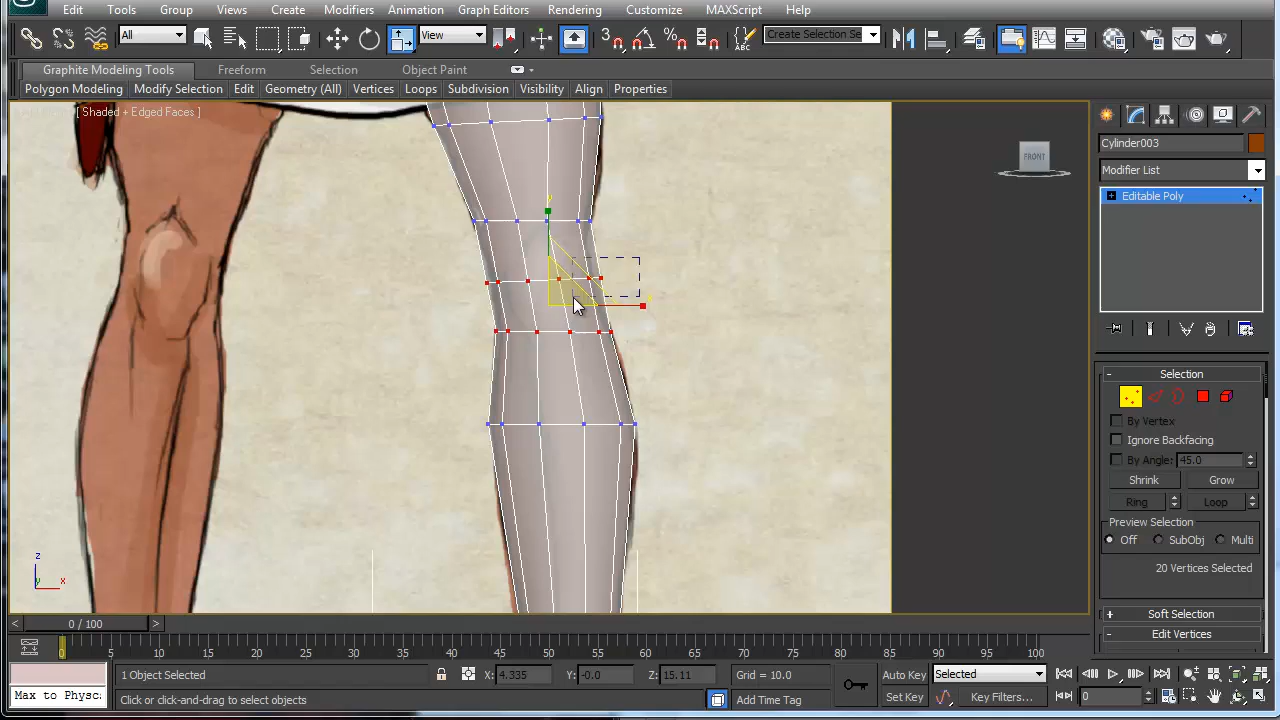 Edit Tools Group Views Create Modifiers Animation Graph Editors Rendering Customize MAXScript Help
All View 3 Create Selection Se
Graphite Modeling Tools Freeform Selection Object Paint
Polygon Modeling Modify Selection Edit Geometry (All) Vertices Loops Subdivision Visibility Align Properties
[ Shaded + Edged Faces ]
FRONT
y
z
y x
Cylinder003
Modifier List
Editable Poly
- Selection
By Vertex
Ignore Backfacing
By Angle: 45.0
Shrink Grow
Ring Loop
Preview Selection
Off SubObj Multi
20 Vertices Selected
+ Soft Selection
- Edit Vertices
< 0 / 100 >
0 5 10 15 20 25 30 35 40 45 50 55 60 65 70 75 80 85 90 95 100
1 Object Selected X: 4.335 Y: -0.0 Z: 15.11 Grid = 10.0 Auto Key Selected
Max to Physc Click or click-and-drag to select objects Add Time Tag Set Key Key Filters... 0